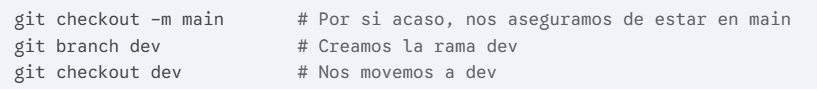 git checkout -m main       # Por si acaso, nos aseguramos de estar en main
git branch dev             # Creamos la rama dev
git checkout dev           # Nos movemos a dev